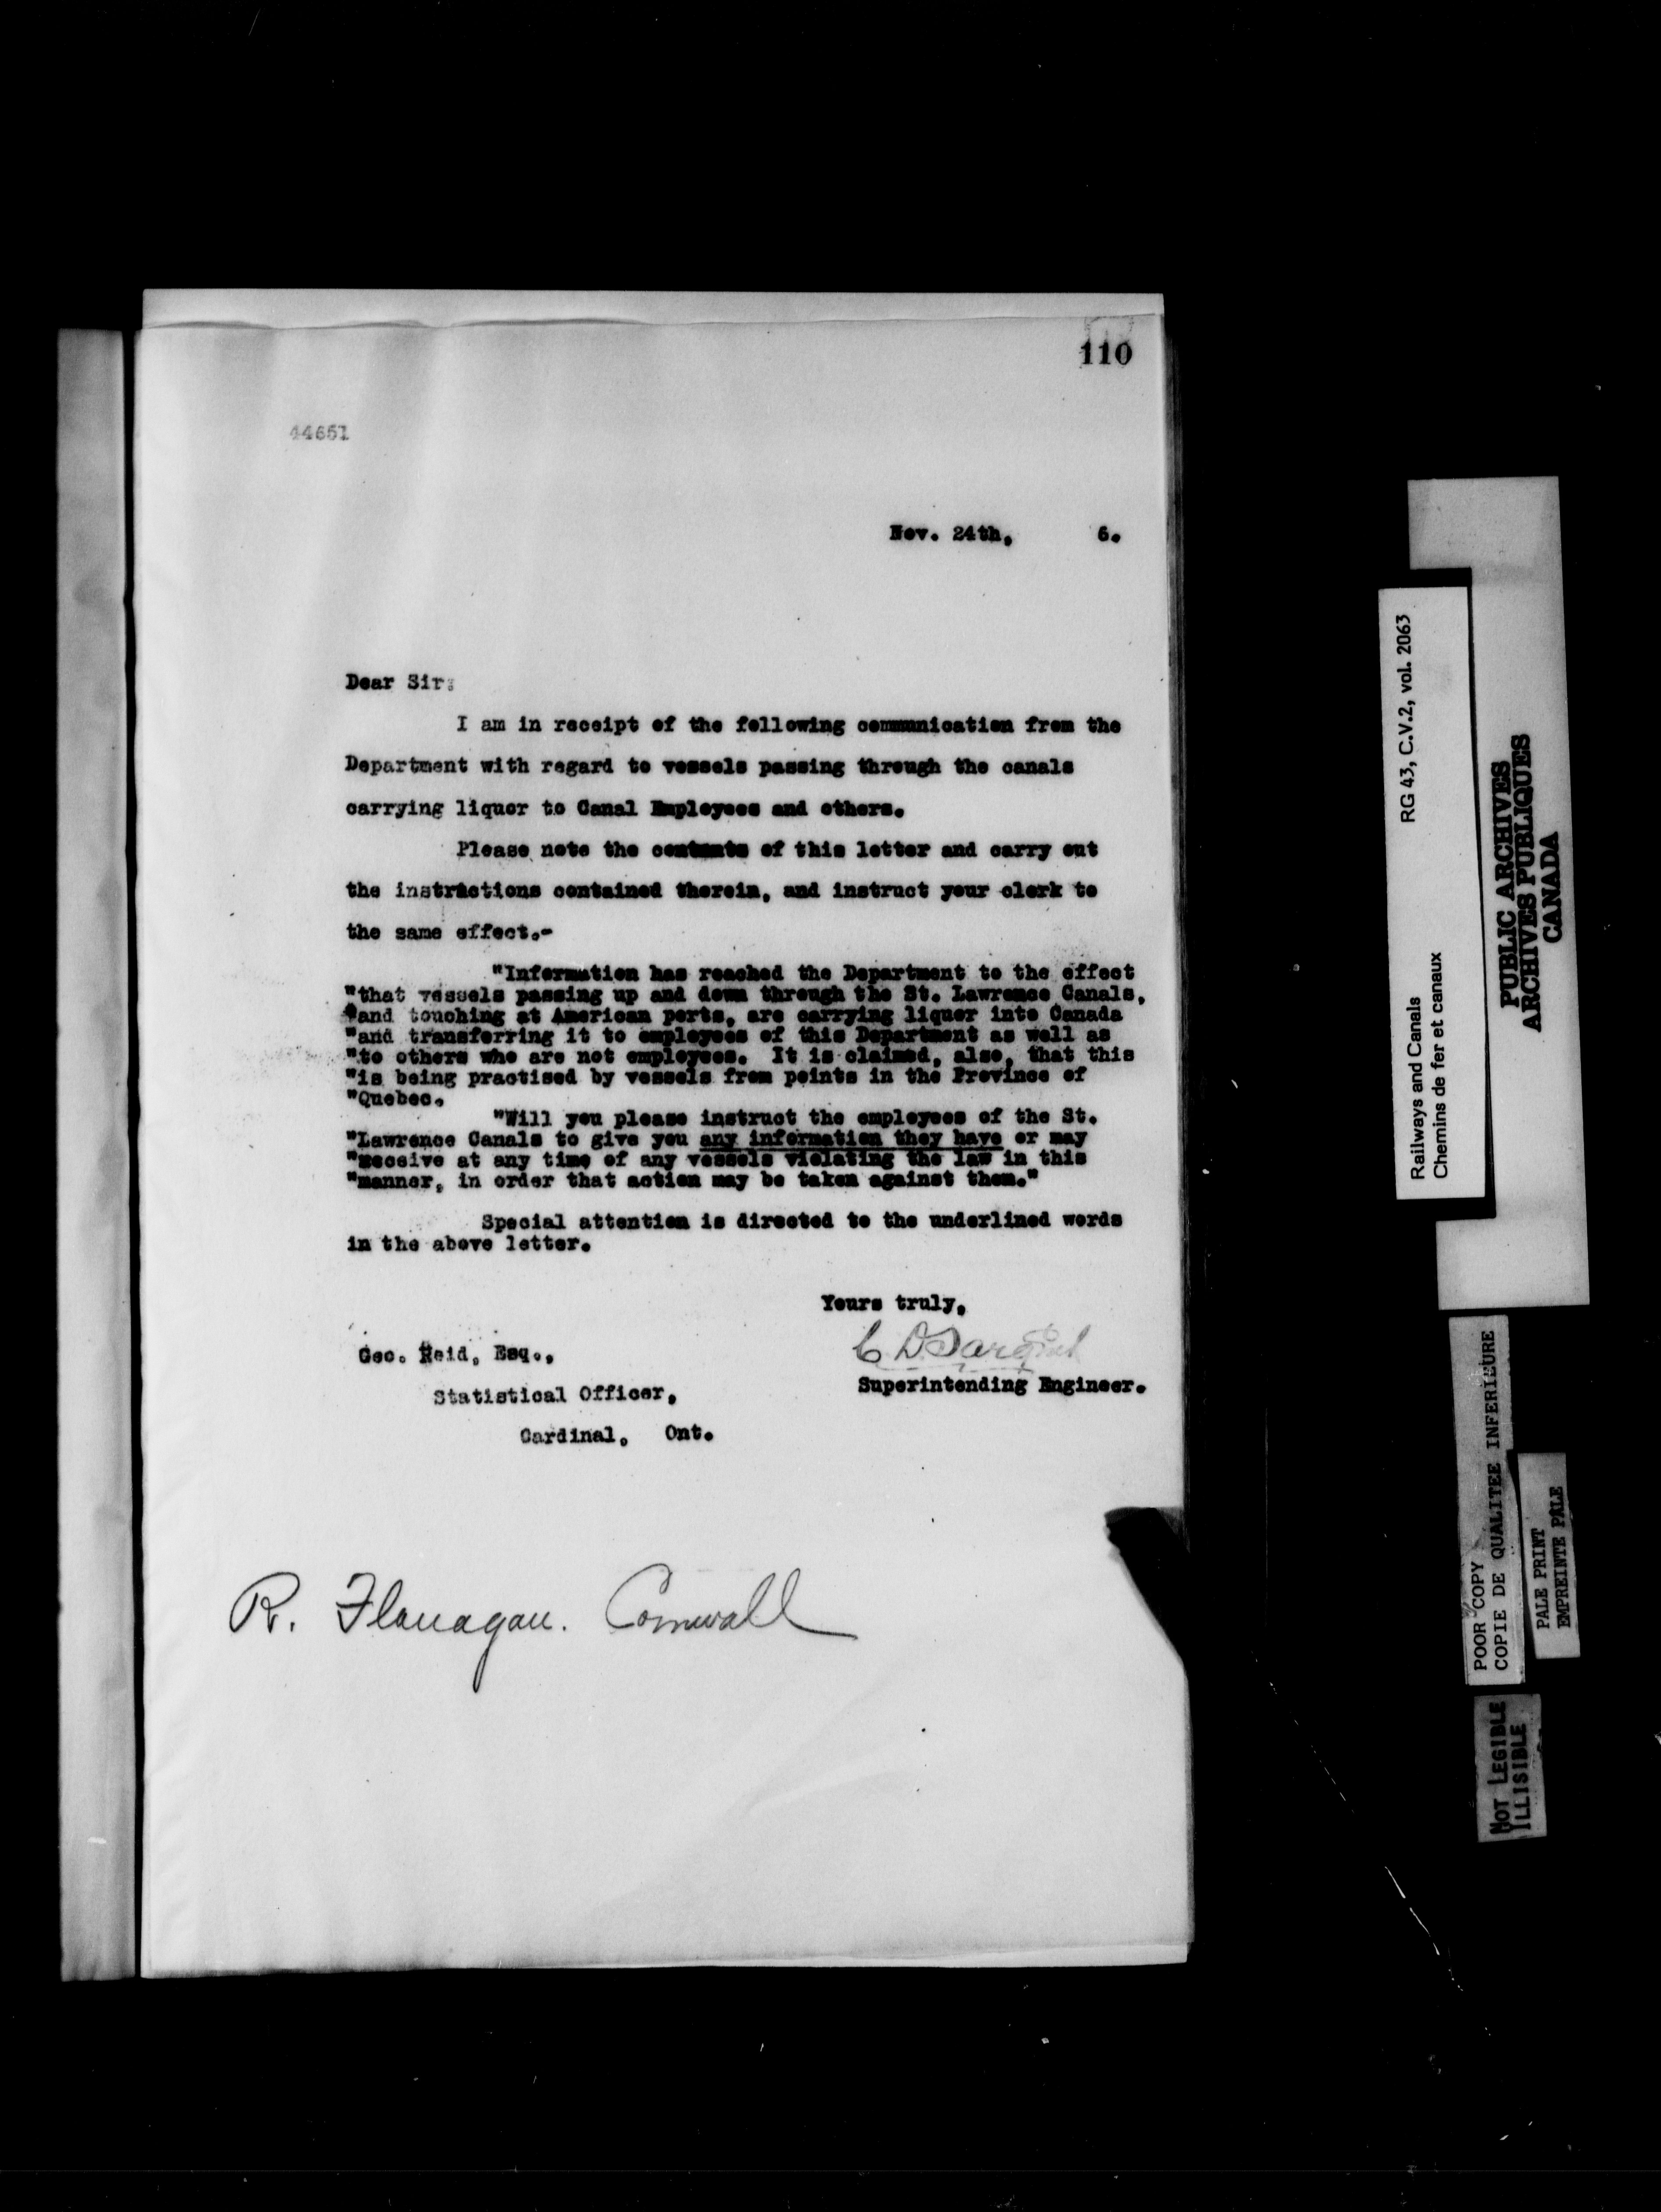 110
44651
Nov. 24th, 6.
Dear Sir:
I am in receipt of the following communication from the
Department with regard to vessels passing through the canals
carrying liquor to Canal Employees and others.
Please note the contents of this letter and carry out
the instructions contained therein, and instruct your clerk to
the same effect.-
"Information has reached the Department to the effect
"that vessels passing up and down through the St. Lawrence Canals,
"and touching at American ports, are carrying liquor into Canada
"and transferring it to employees of this Department as well as
"to others who are not employees. It is claimed, also, that this
"is being practised by vessels from points in the Province of
"Quebec.
"Will you please instruct the employees of the St.
"Lawrence Canals to give you any information they have or may
"receive at any time of any vessels violating the law in this
"manner, in order that action may be taken against them."
Special attention is directed to the underlined words
in the above letter.
Yours truly,
C D Sargent
Superintending Engineer.
Geo. Reid, Esq.,
Statistical Officer,
Cardinal, Ont.
R. Flanagan. Cornwall
Railways and Canals RG 43, C.V.2, vol. 2063
Chemins de fer et canaux
PUBLIC ARCHIVES
ARCHIVES PUBLIQUES
CANADA
POOR COPY
COPIE DE QUALITEE INFERIEURE
PALE PRINT
EMPREINTE PALE
NOT LEGIBLE
ILLISIBLE